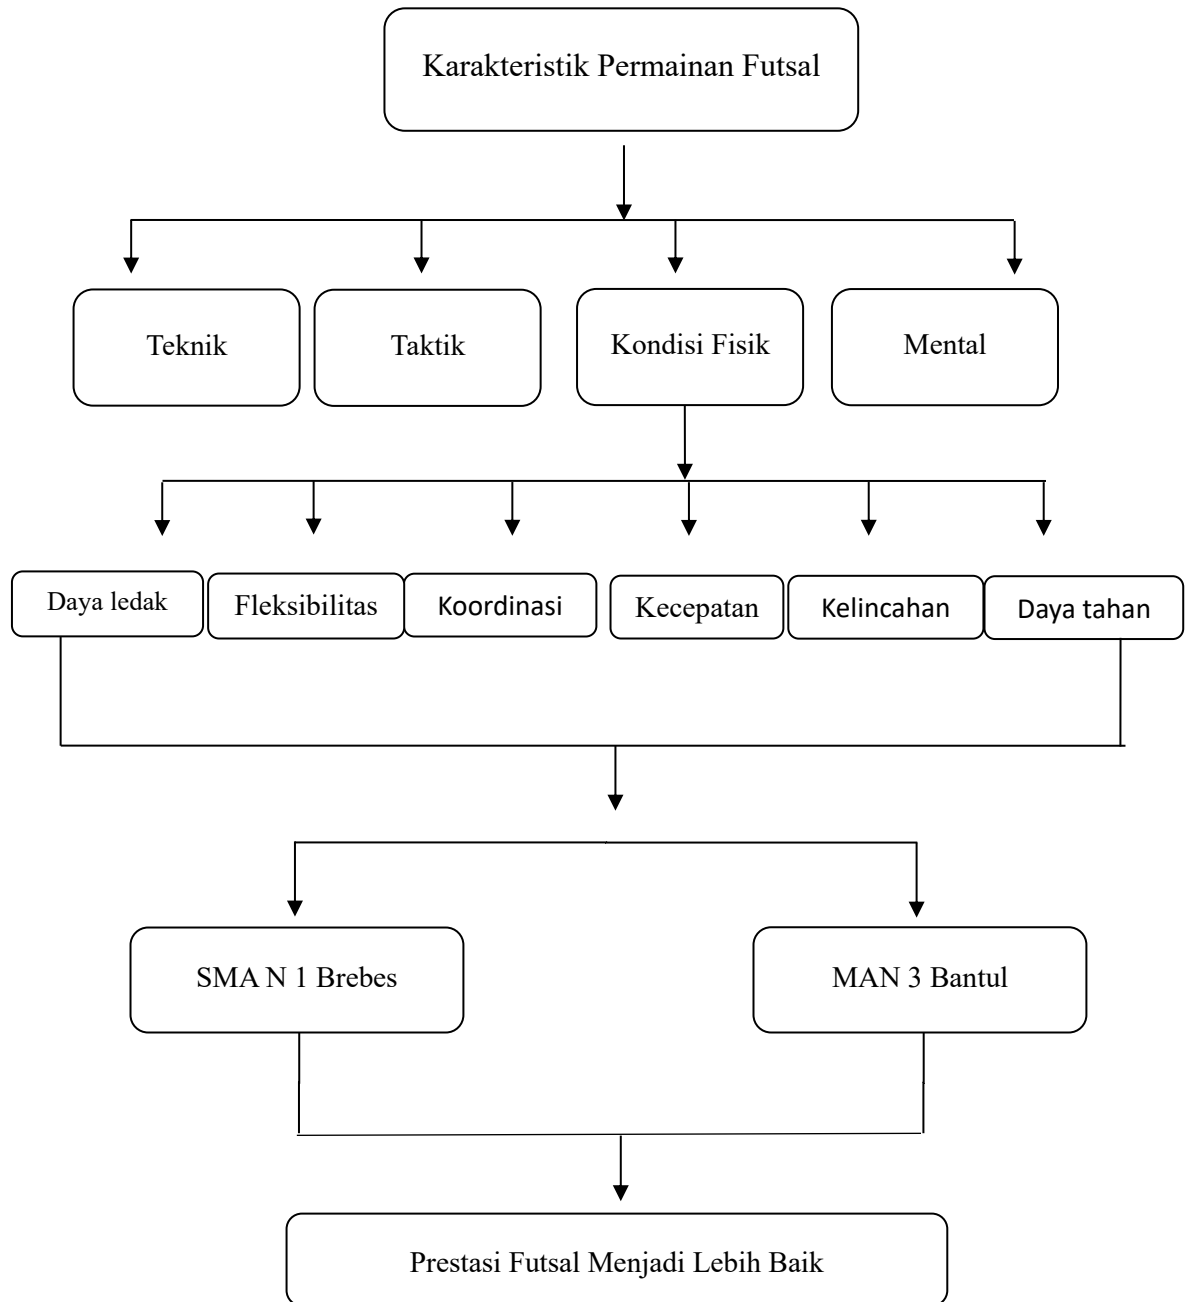 Karakteristik Permainan Futsal
Teknik
Taktik
Kondisi Fisik
Mental
Daya ledak
Fleksibilitas
Koordinasi
Kecepatan
Kelincahan
Daya tahan
SMA N 1 Brebes
MAN 3 Bantul
Prestasi Futsal Menjadi Lebih Baik